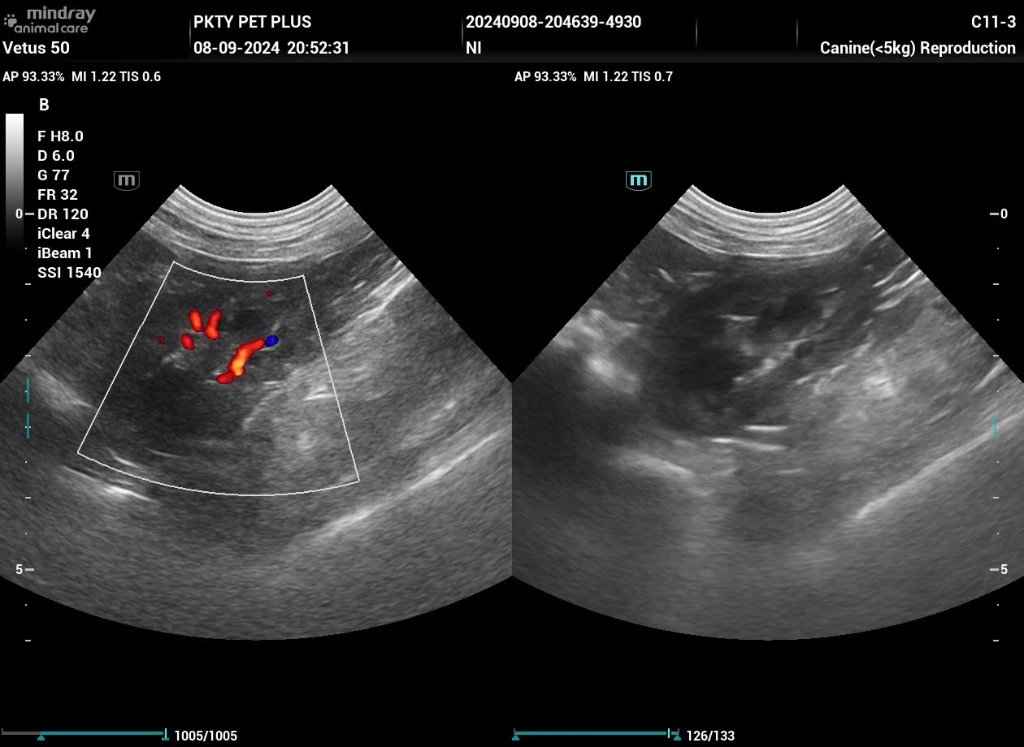 mindray
animal care
Vetus 50
PKTY PET PLUS
08-09-2024 20:52:31
20240908-204639-4930
NI
C11-3
Canine(<5kg) Reproduction
AP 93.33% MI 1.22 TIS 0.6
AP 93.33% MI 1.22 TIS 0.7
B
F H8.0
D 6.0
G 77
FR 32
DR 120
iClear 4
iBeam 1
SSI 1540
m
m
0
0
5
5
1005/1005
126/133